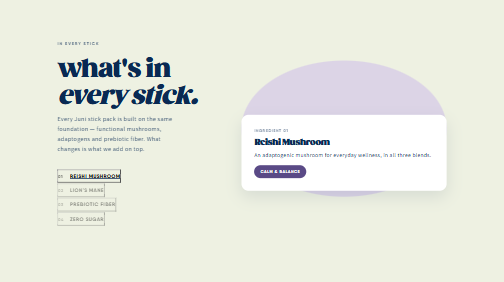 IN EVERY STICK
what's in
every stick.
Every Juni stick pack is built on the same
foundation — functional mushrooms,
adaptogens and prebiotic fiber. What
changes is what we add on top.
01 REISHI MUSHROOM
02 LION'S MANE
03 PREBIOTIC FIBER
04 ZERO SUGAR
INGREDIENT 01
Reishi Mushroom
An adaptogenic mushroom for everyday wellness, in all three blends.
CALM & BALANCE